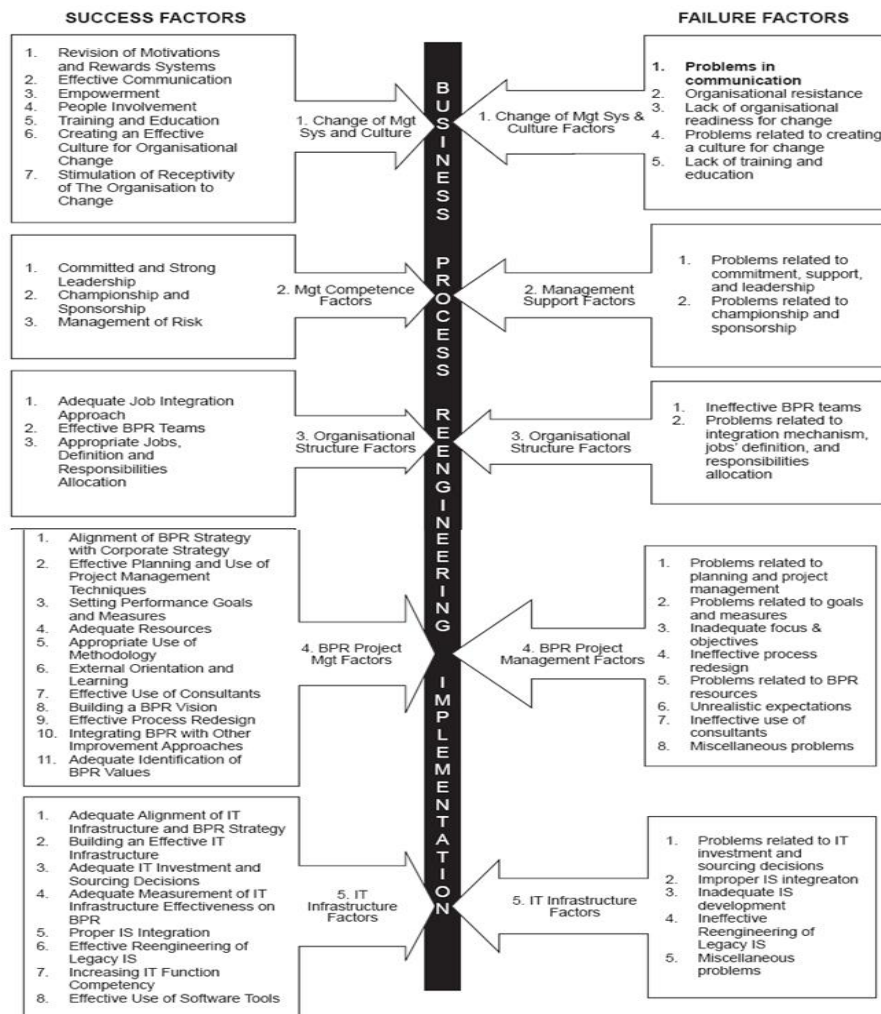 SUCCESS FACTORS
FAILURE FACTORS
1. Revision of Motivations
and Rewards Systems
2. Effective Communication
3. Empowerment
4. People Involvement
5. Training and Education
6. Creating an Effective
Culture for Organisational
Change
7. Stimulation of Receptivity
of The Organisation to
Change
1. Change of Mgt
Sys and Culture
BUSINESS PROCESS REENGINEERING IMPLEMENTATION
1. Change of Mgt Sys &
Culture Factors
1. Problems in
communication
2. Organisational resistance
3. Lack of organisational
readiness for change
4. Problems related to creating
a culture for change
5. Lack of training and
education
1. Committed and Strong
Leadership
2. Championship and
Sponsorship
3. Management of Risk
2. Mgt Competence
Factors
2. Management
Support Factors
1. Problems related to
commitment, support,
and leadership
2. Problems related to
championship and
sponsorship
1. Adequate Job Integration
Approach
2. Effective BPR Teams
3. Appropriate Jobs,
Definition and
Responsibilities
Allocation
3. Organisational
Structure Factors
3. Organisational
Structure Factors
1. Ineffective BPR teams
2. Problems related to
integration mechanism,
jobs' definition, and
responsibilities
allocation
1. Alignment of BPR Strategy
with Corporate Strategy
2. Effective Planning and Use of
Project Management
Techniques
3. Setting Performance Goals
and Measures
4. Adequate Resources
5. Appropriate Use of
Methodology
6. External Orientation and
Learning
7. Effective Use of Consultants
8. Building a BPR Vision
9. Effective Process Redesign
10. Integrating BPR with Other
Improvement Approaches
11. Adequate Identification of
BPR Values
4. BPR Project
Mgt Factors
4. BPR Project
Management Factors
1. Problems related to
planning and project
management
2. Problems related to goals
and measures
3. Inadequate focus &
objectives
4. Ineffective process
redesign
5. Problems related to BPR
resources
6. Unrealistic expectations
7. Ineffective use of
consultants
8. Miscellaneous problems
1. Adequate Alignment of IT
Infrastructure and BPR Strategy
2. Building an Effective IT
Infrastructure
3. Adequate IT Investment and
Sourcing Decisions
4. Adequate Measurement of IT
Infrastructure Effectiveness on
BPR
5. Proper IS Integration
6. Effective Reengineering of
Legacy IS
7. Increasing IT Function
Competency
8. Effective Use of Software Tools
5. IT
Infrastructure
Factors
5. IT Infrastructure
Factors
1. Problems related to IT
investment and
sourcing decisions
2. Improper IS integreaton
3. Inadequate IS
development
4. Ineffective
Reengineering of
Legacy IS
5. Miscellaneous
problems